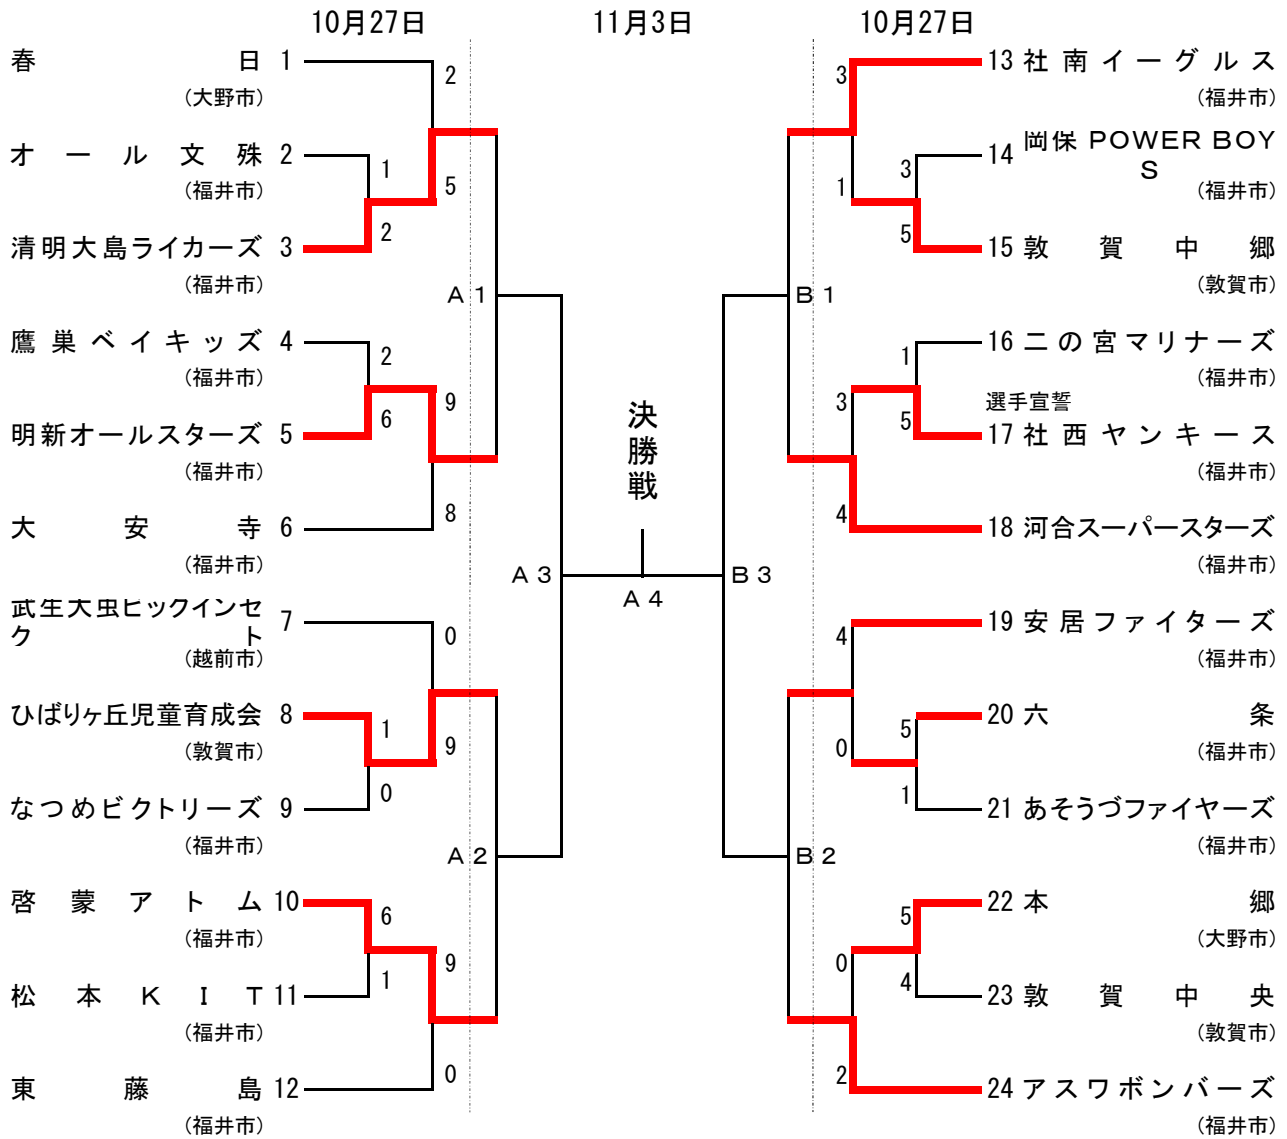 10月27日
11月3日
10月27日
春日 1
(大野市)
オール文殊 2
(福井市)
清明大島ライカーズ 3
(福井市)
鷹巣ベイキッズ 4
(福井市)
明新オールスターズ 5
(福井市)
大安寺 6
(福井市)
武生大虫ビックインセ
クト
7
(越前市)
ひばりヶ丘児童育成会 8
(敦賀市)
なつめビクトリーズ 9
(福井市)
啓蒙アトム 10
(福井市)
松本KIT 11
(福井市)
東藤島 12
(福井市)
2
1
5
2
A1
2
9
6
8
0
1
9
0
A2
6
9
1
0
A3
決勝戦
A4
B3
3
3
1
5
B1
1
3
5
4
4
5
0
1
B2
5
0
4
2
13 社南イーグルス
(福井市)
14 岡保 POWER BOY
S
(福井市)
15 敦賀中郷
(敦賀市)
16 二の宮マリナーズ
(福井市)
選手宣誓
17 社西ヤンキース
(福井市)
18 河合スーパースターズ
(福井市)
19 安居ファイターズ
(福井市)
20 六条
(福井市)
21 あそうづファイヤーズ
(福井市)
22 本郷
(大野市)
23 敦賀中央
(敦賀市)
24 アスワボンバーズ
(福井市)